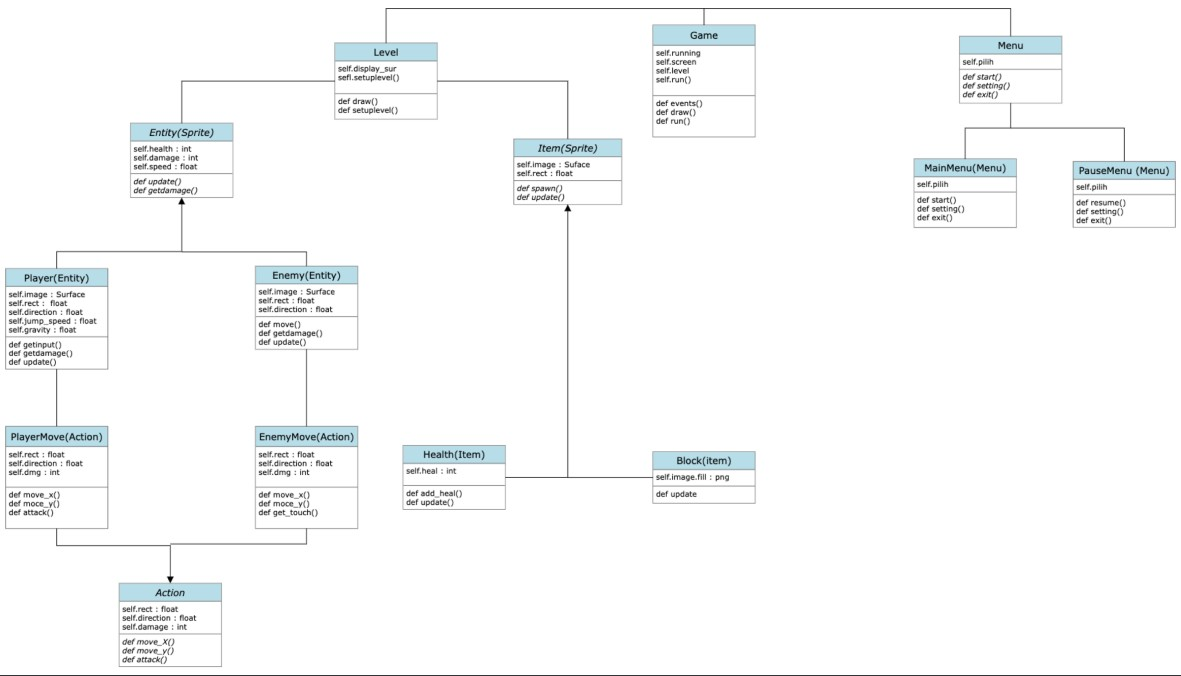 Level
self.display_sur
sefl.setuplevel()
def draw()
def setuplevel()
Game
self.running
self.screen
self.level
self.run()
def events()
def draw()
def run()
Menu
self.pilih
def start()
def setting()
def exit()
Entity(Sprite)
self.health : int
self.damage : int
self.speed : float
def update()
def getdamage()
Item(Sprite)
self.image : Suface
self.rect : float
def spawn()
def update()
MainMenu(Menu)
self.pilih
def start()
def setting()
def exit()
PauseMenu (Menu)
self.pilih
def resume()
def setting()
def exit()
Player(Entity)
self.image : Surface
self.rect :  float
self.direction : float
self.jump_speed : float
self.gravity : float
def getinput()
def getdamage()
def update()
Enemy(Entity)
self.image : Surface
self.rect : float
self.direction : float
def move()
def getdamage()
def update()
PlayerMove(Action)
self.rect : float
self.direction : float
self.dmg : int
def move_x()
def moce_y()
def attack()
EnemyMove(Action)
self.rect : float
self.direction : float
self.dmg : int
def move_x()
def moce_y()
def get_touch()
Health(Item)
self.heal : int
def add_heal()
def update()
Block(item)
self.image.fill : png
def update
Action
self.rect : float
self.direction : float
self.damage : int
def move_X()
def move_y()
def attack()